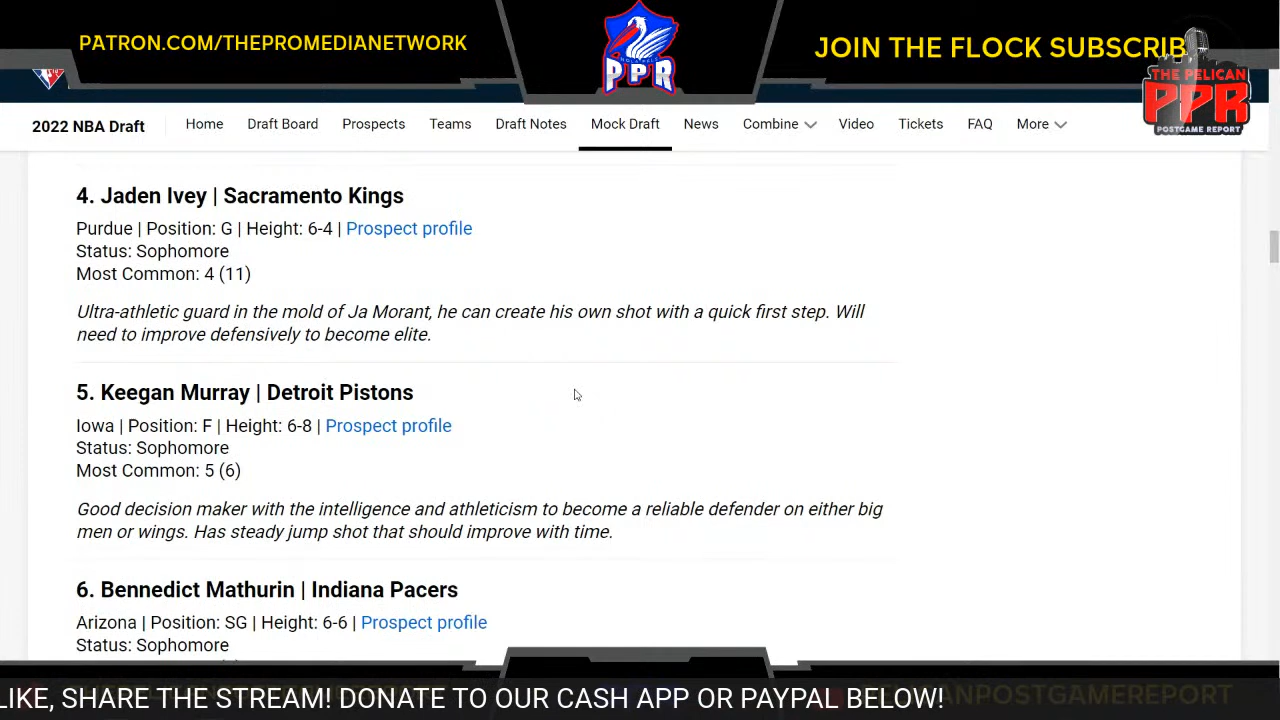 PATRON.COM/THEPROMEDIANETWORK
PPR
JOIN THE FLOCK SUBSCRIB
THE PELICAN
PPR
POSTGAME REPORT
2022 NBA Draft
Home
Draft Board
Prospects
Teams
Draft Notes
Mock Draft
News
Combine
Video
Tickets
FAQ
More
4. Jaden Ivey | Sacramento Kings
Purdue | Position: G | Height: 6-4 | Prospect profile
Status: Sophomore
Most Common: 4 (11)
Ultra-athletic guard in the mold of Ja Morant, he can create his own shot with a quick first step. Will
need to improve defensively to become elite.
5. Keegan Murray | Detroit Pistons
Iowa | Position: F | Height: 6-8 | Prospect profile
Status: Sophomore
Most Common: 5 (6)
Good decision maker with the intelligence and athleticism to become a reliable defender on either big
men or wings. Has steady jump shot that should improve with time.
6. Bennedict Mathurin | Indiana Pacers
Arizona | Position: SG | Height: 6-6 | Prospect profile
Status: Sophomore
LIKE, SHARE THE STREAM! DONATE TO OUR CASH APP OR PAYPAL BELOW!
PELICANPOSTGAMEREPORT